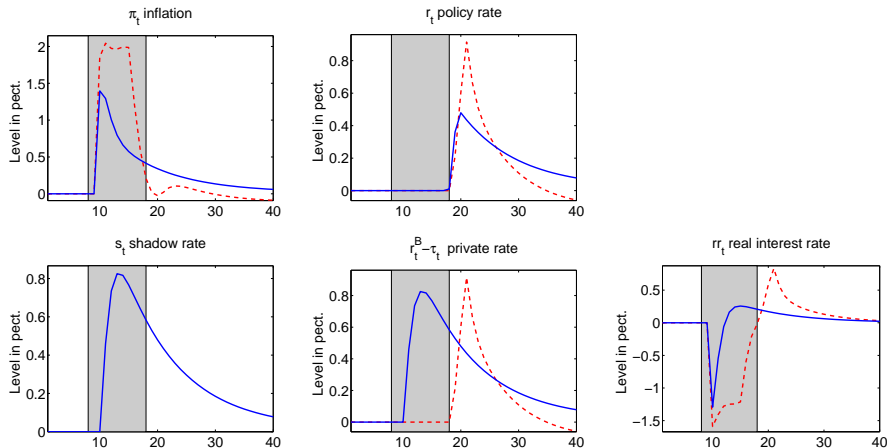 π_t inflation
r_t policy rate
Level in pect.
2
1.5
1
0.5
0
10 20 30 40
Level in pect.
0.8
0.6
0.4
0.2
0
10 20 30 40
s_t shadow rate
r_t^B−τ_t private rate
rr_t real interest rate
Level in pect.
0.8
0.6
0.4
0.2
0
10 20 30 40
Level in pect.
0.8
0.6
0.4
0.2
0
10 20 30 40
Level in pect.
0.5
0
−0.5
−1
−1.5
10 20 30 40